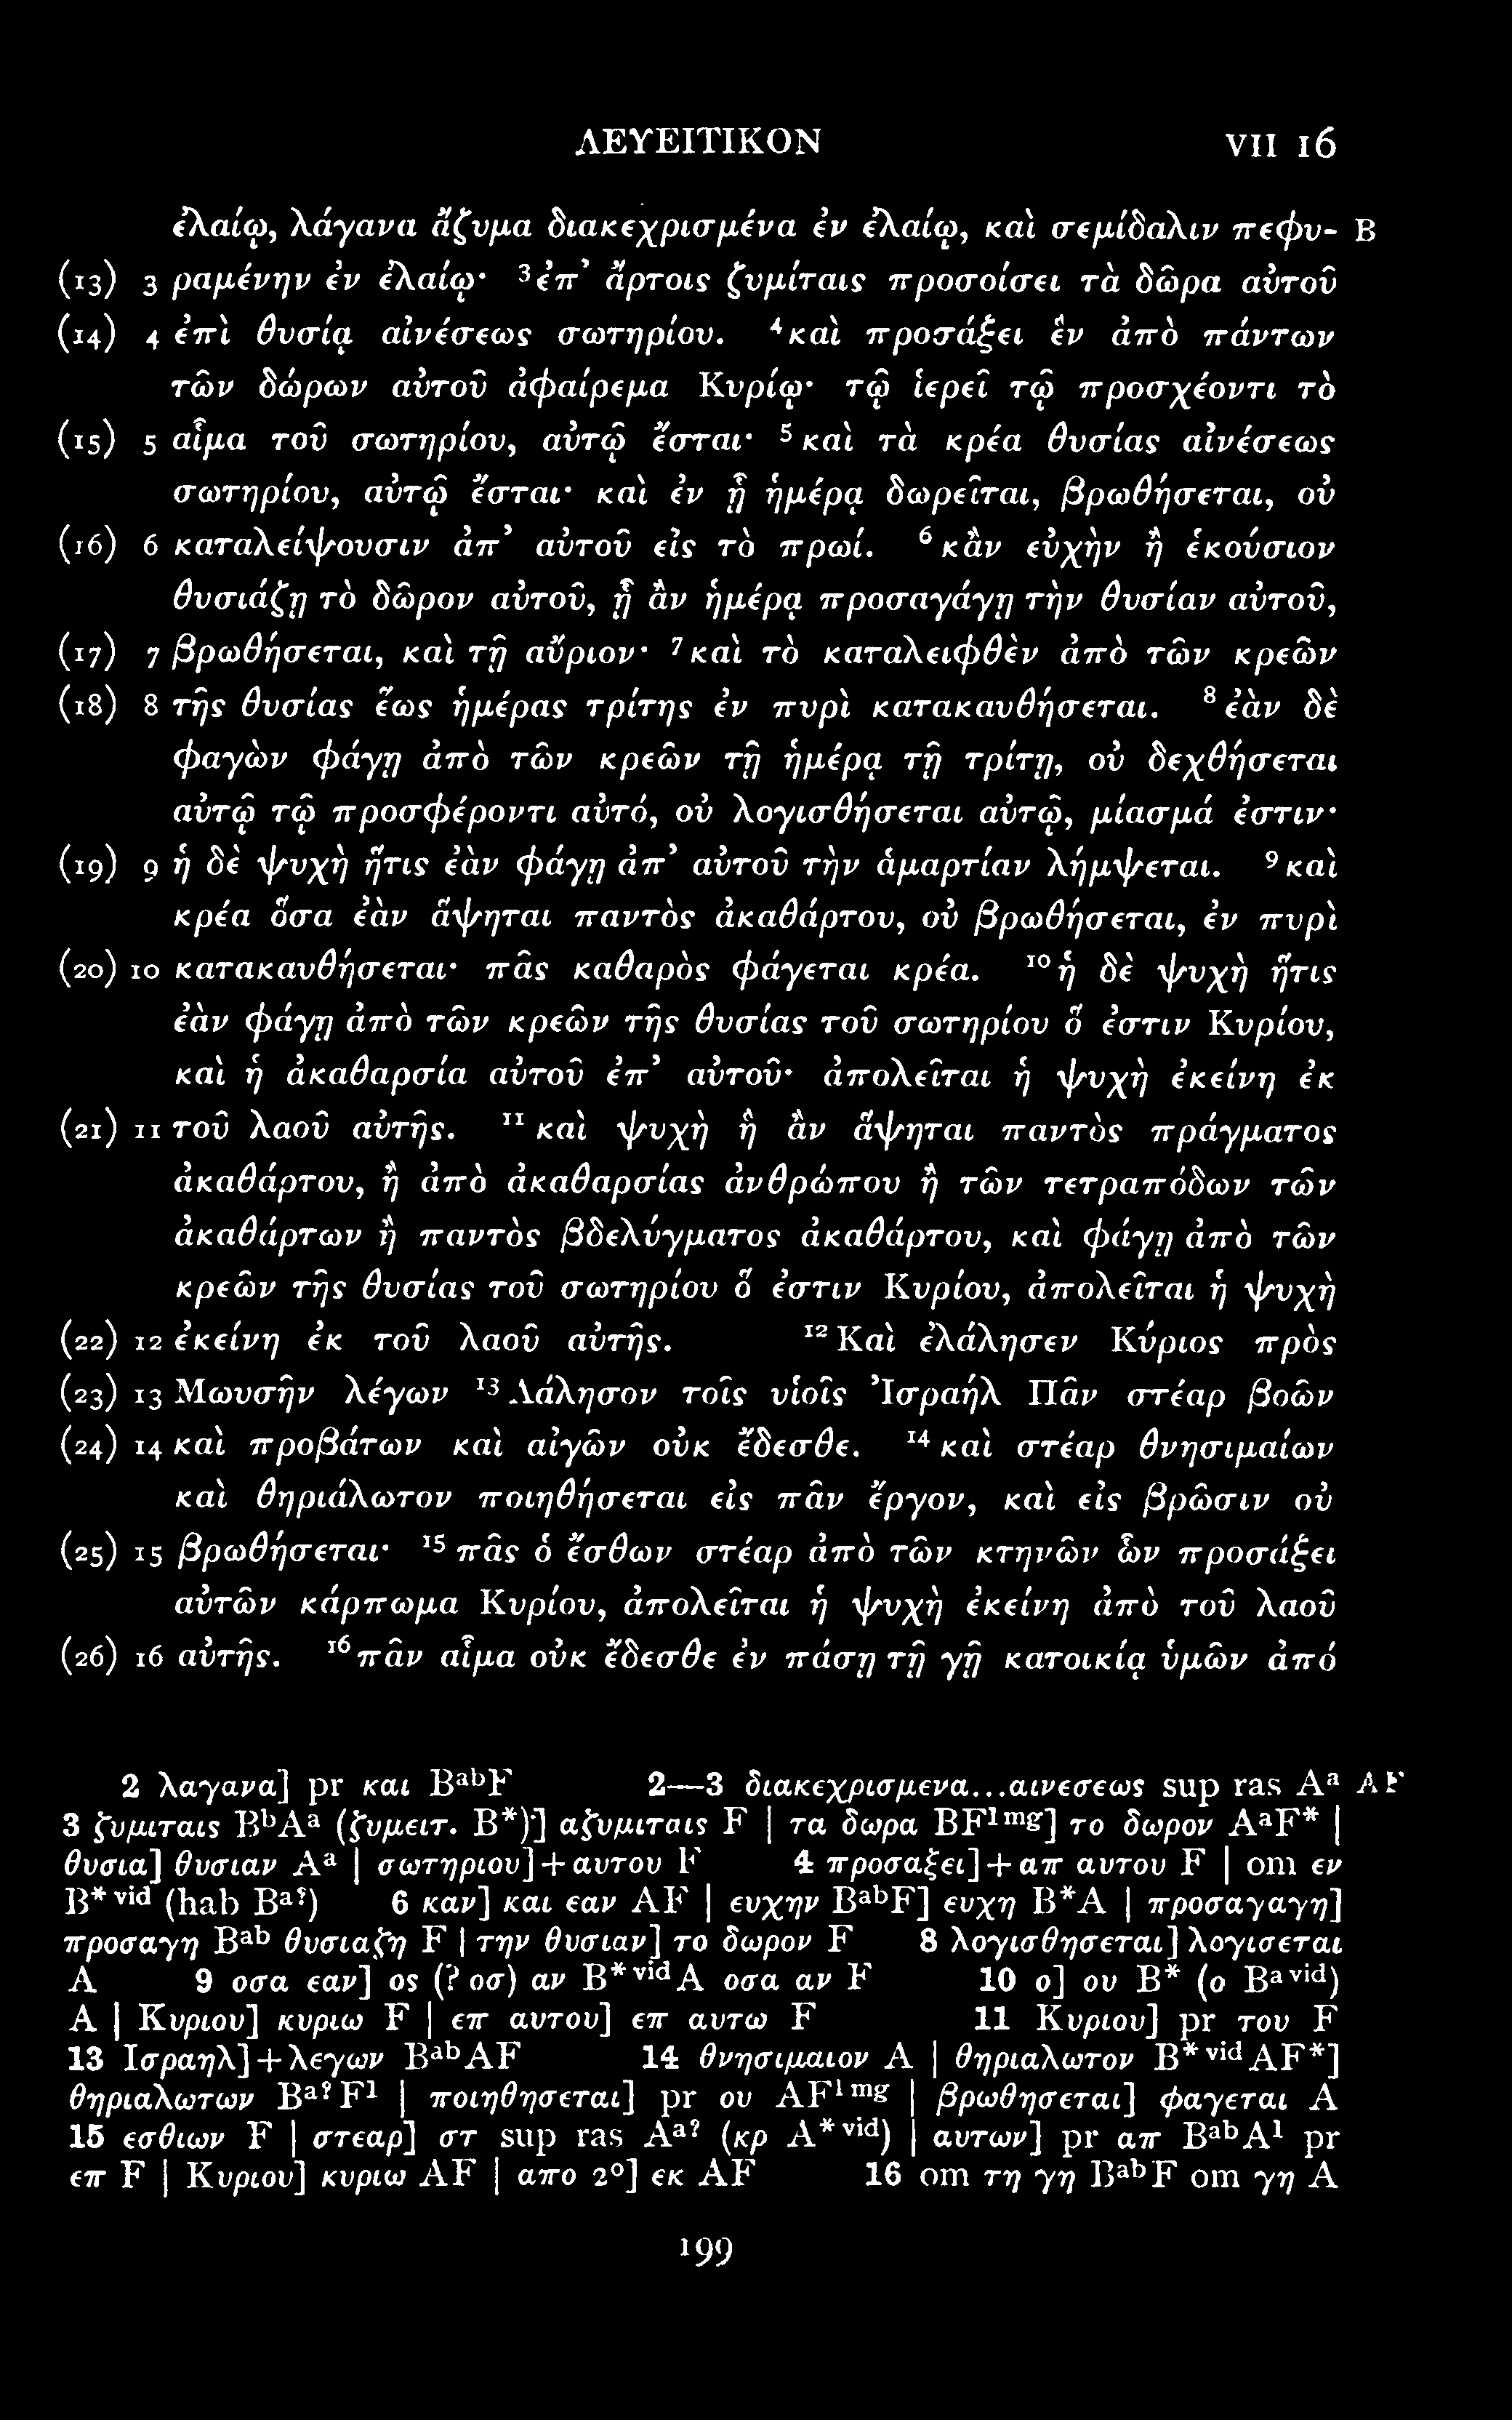 ΛΕΥΕΙΤΙΚΟΝ VII 16
ἐλαίῳ, λάγανα ἄζυμα διακεχρισμένα ἐν ἐλαίῳ, καὶ σεμίδαλιν πεφυ- B
(13) 3 ραμένην ἐν ἐλαίῳ· ³ἐπ’ ἄρτοις ζυμίταις προσοίσει τὰ δῶρα αὐτοῦ
(14) 4 ἐπὶ θυσίᾳ αἰνέσεως σωτηρίου. ⁴καὶ προσάξει ἓν ἀπὸ πάντων
τῶν δώρων αὐτοῦ ἀφαίρεμα Κυρίῳ· τῷ ἱερεῖ τῷ προσχέοντι τὸ
(15) 5 αἷμα τοῦ σωτηρίου, αὐτῷ ἔσται· ⁵καὶ τὰ κρέα θυσίας αἰνέσεως
σωτηρίου, αὐτῷ ἔσται· καὶ ἐν ᾗ ἡμέρᾳ δωρεῖται, βρωθήσεται, οὐ
(16) 6 καταλείψουσιν ἀπ’ αὐτοῦ εἰς τὸ πρωί. ⁶κἂν εὐχὴν ἢ ἑκούσιον
θυσιάζῃ τὸ δῶρον αὐτοῦ, ᾗ ἂν ἡμέρᾳ προσαγάγῃ τὴν θυσίαν αὐτοῦ,
(17) 7 βρωθήσεται, καὶ τῇ αὔριον· ⁷καὶ τὸ καταλειφθὲν ἀπὸ τῶν κρεῶν
(18) 8 τῆς θυσίας ἕως ἡμέρας τρίτης ἐν πυρὶ κατακαυθήσεται. ⁸ἐὰν δὲ
φαγὼν φάγῃ ἀπὸ τῶν κρεῶν τῇ ἡμέρᾳ τῇ τρίτῃ, οὐ δεχθήσεται
αὐτῷ τῷ προσφέροντι αὐτό, οὐ λογισθήσεται αὐτῷ, μίασμά ἐστιν·
(19) 9 ἡ δὲ ψυχὴ ἥτις ἐὰν φάγῃ ἀπ’ αὐτοῦ τὴν ἁμαρτίαν λήμψεται. ⁹καὶ
κρέα ὅσα ἐὰν ἅψηται παντὸς ἀκαθάρτου, οὐ βρωθήσεται, ἐν πυρὶ
(20) 10 κατακαυθήσεται· πᾶς καθαρὸς φάγεται κρέα. ¹⁰ἡ δὲ ψυχὴ ἥτις
ἐὰν φάγῃ ἀπὸ τῶν κρεῶν τῆς θυσίας τοῦ σωτηρίου ὅ ἐστιν Κυρίου,
καὶ ἡ ἀκαθαρσία αὐτοῦ ἐπ’ αὐτοῦ· ἀπολεῖται ἡ ψυχὴ ἐκείνη ἐκ
(21) 11 τοῦ λαοῦ αὐτῆς. ¹¹καὶ ψυχὴ ἣ ἂν ἅψηται παντὸς πράγματος
ἀκαθάρτου, ἢ ἀπὸ ἀκαθαρσίας ἀνθρώπου ἢ τῶν τετραπόδων τῶν
ἀκαθάρτων ἢ παντὸς βδελύγματος ἀκαθάρτου, καὶ φάγῃ ἀπὸ τῶν
κρεῶν τῆς θυσίας τοῦ σωτηρίου ὅ ἐστιν Κυρίου, ἀπολεῖται ἡ ψυχὴ
(22) 12 ἐκείνη ἐκ τοῦ λαοῦ αὐτῆς. ¹²Καὶ ἐλάλησεν Κύριος πρὸς
(23) 13 Μωυσῆν λέγων ¹³Λάλησον τοῖς υἱοῖς Ἰσραήλ Πᾶν στέαρ βοῶν
(24) 14 καὶ προβάτων καὶ αἰγῶν οὐκ ἔδεσθε. ¹⁴καὶ στέαρ θνησιμαίων
καὶ θηριάλωτον ποιηθήσεται εἰς πᾶν ἔργον, καὶ εἰς βρῶσιν οὐ
(25) 15 βρωθήσεται· ¹⁵πᾶς ὁ ἔσθων στέαρ ἀπὸ τῶν κτηνῶν ὧν προσάξει
αὐτῶν κάρπωμα Κυρίου, ἀπολεῖται ἡ ψυχὴ ἐκείνη ἀπὸ τοῦ λαοῦ
(26) 16 αὐτῆς. ¹⁶πᾶν αἷμα οὐκ ἔδεσθε ἐν πάσῃ τῇ γῇ κατοικίᾳ ὑμῶν ἀπό
2 λαγανα] pr και BᵃᵇF 2—3 διακεχρισμενα...αινεσεως sup ras Aᵃ AF
3 ζυμιταις BᵇAᵃ (ζυμειτ. B*)] αζυμιταις F | τα δωρα BF¹ᵐᵍ] το δωρον AᵃF* |
θυσια] θυσιαν Aᵃ | σωτηριου]+αυτου F 4 προσαξει]+απ αυτου F | om εν
B*ᵛⁱᵈ (hab Bᵃ?) 6 καν] και εαν AF | ευχην BᵃᵇF] ευχη B*A | προσαγαγη]
προσαγη Bᵃᵇ θυσιαζη F | την θυσιαν] το δωρον F 8 λογισθησεται] λογισεται
A 9 οσα εαν] ος (? οσ) αν B*ᵛⁱᵈA οσα αν F 10 ο] ου B* (ο Bᵃᵛⁱᵈ)
A | Κυριου] κυριω F | επ αυτου] επ αυτω F 11 Κυριου] pr του F
13 Ισραηλ]+λεγων BᵃᵇAF 14 θνησιμαιον A | θηριαλωτον B*ᵛⁱᵈAF*]
θηριαλωτων Bᵃ?F¹ | ποιηθησεται] pr ου AF¹ᵐᵍ | βρωθησεται] φαγεται A
15 εσθιων F | στεαρ] στ sup ras Aᵃ? (κρ A*ᵛⁱᵈ) | αυτων] pr απ BᵃᵇA¹ pr
επ F | Κυριου] κυριω AF | απο 2°] εκ AF 16 om τη γη BᵃᵇF om γη A
199